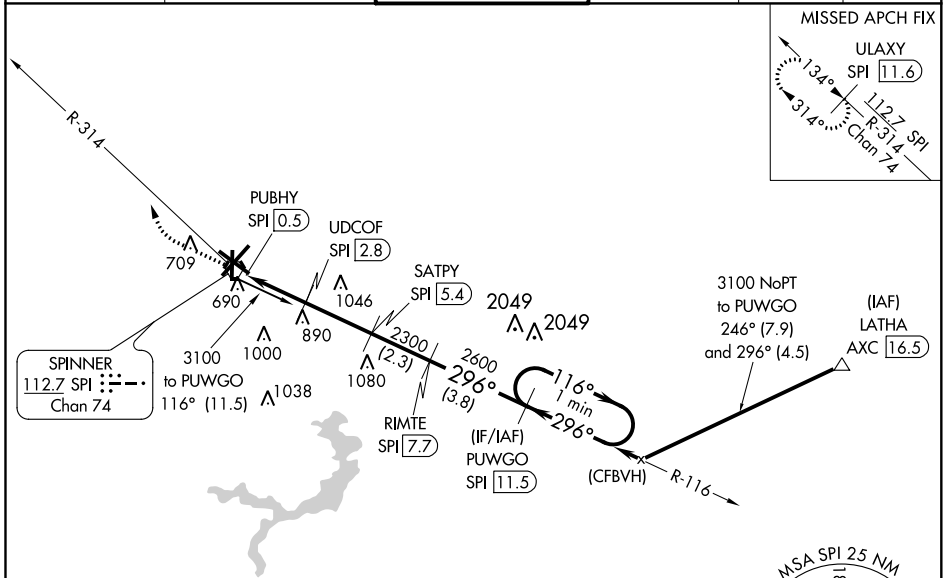 MISSED APCH FIX
ULAXY
SPI 11.6
134°
314°
112.7 SPI
R-314
Chan 74
R-314
PUBHY
SPI 0.5
UDCOF
SPI 2.8
SATPY
SPI 5.4
709
690
1046
890
1000
1080
1038
2049
2049
3100 NoPT
to PUWGO
246° (7.9)
and 296° (4.5)
(IAF)
LATHA
AXC 16.5
SPINNER
112.7 SPI
Chan 74
3100
to PUWGO
116° (11.5)
2300
(2.3)
2600
296°
(3.8)
116°
1 min
296°
RIMTE
SPI 7.7
(IF/IAF)
PUWGO
SPI 11.5
(CFBVH)
R-116
MSA SPI 25 NM